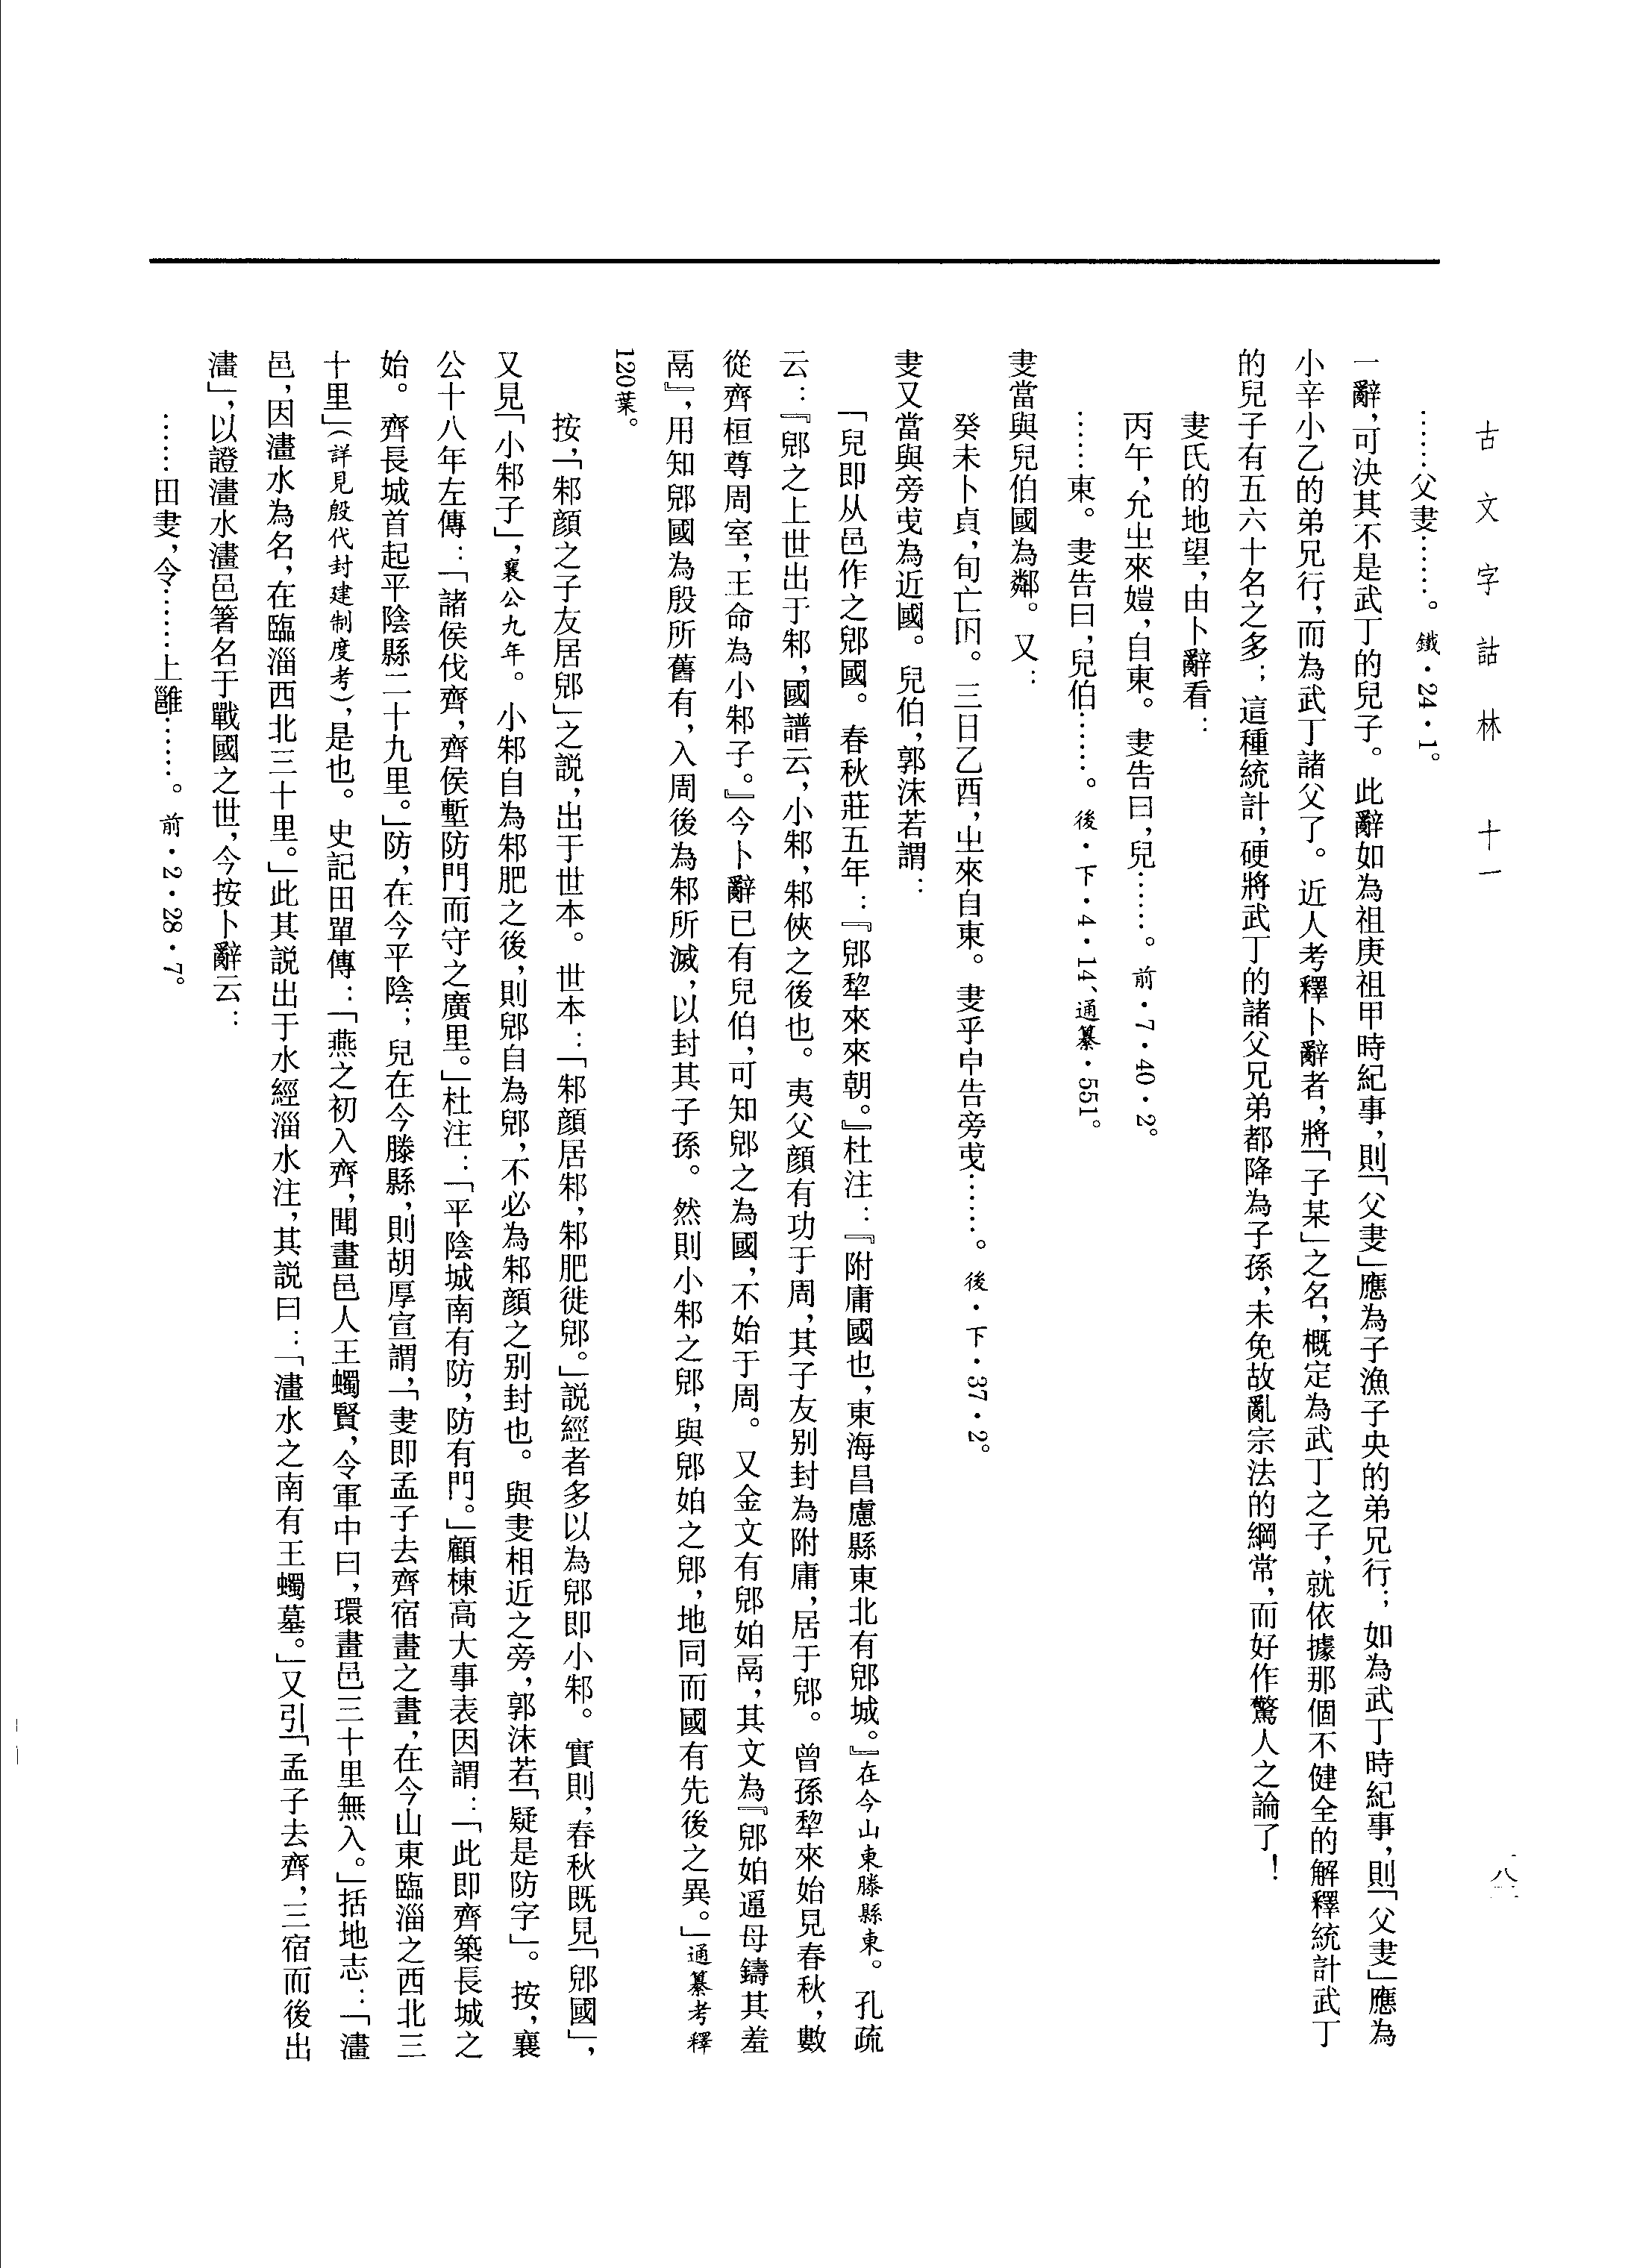 古文字詁林　十一
……父㕜……。鐵·24·1。
一辭，可決其不是武丁的兒子。此辭如為祖庚祖甲時紀事，則「父㕜」應為子漁子央的弟兄行；如為武丁時紀事，則「父㕜」應為
小辛小乙的弟兄行，而為武丁諸父了。近人考釋卜辭者，將「子某」之名，概定為武丁之子，就依據那個不健全的解釋統計武丁
的兒子有五六十名之多；這種統計，硬將武丁的諸父兄弟都降為子孫，未免故亂宗法的綱常，而好作驚人之論了！
㕜氏的地望，由卜辭看：
丙午，允㞢來嬄，自東。㕜告曰，兒……。前·7·40·2。
……東。㕜告曰，兒伯……。後·下·4·14、通纂·551。
㕜當與兒伯國為鄰。又：
癸未卜貞，旬亡𡆥。三日乙酉，㞢來自東。㕜乎告旁……。後·下·37·2。
㕜又當與旁為近國。兒伯，郭沫若謂：
「兒即从邑作之郳國。春秋莊五年：『郳犂來來朝。』杜注：『附庸國也，東海昌慮縣東北有郳城。』在今山東滕縣東。孔疏
云：『郳之上世出于邾，國譜云，小邾，邾俠之後也。夷父顏有功于周，其子友别封為附庸，居于郳。曾孫犂來始見春秋，數
從齊桓尊周室，王命為小邾子。』今卜辭已有兒伯，可知郳之為國，不始于周。又金文有郳始鬲，其文為『郳始母鑄其羞
鬲』，用知郳國為殷所舊有，入周後為邾所滅，以封其子孫。然則小邾之郳，與郳始之郳，地同而國有先後之異。」通纂考釋
120葉。
按，「邾顏之子友居郳」之説，出于世本。世本：「邾顏居邾，邾肥徙郳。」説經者多以為郳即小邾。實則，春秋既見「郳國」，
又見「小邾子」，襄公九年。小邾自為邾肥之後，則郳自為郳，不必為邾顏之别封也。與㕜相近之旁，郭沫若「疑是防字」。按，襄
公十八年左傳：「諸侯伐齊，齊侯塹防門而守之廣里。」杜注：「平陰城南有防，防有門。」顧棟高大事表因謂：「此即齊築長城之
始。齊長城首起平陰縣二十九里。」防，在今平陰；兒在今滕縣，則胡厚宣謂，「㕜即孟子去齊宿畫之畫，在今山東臨淄之西北三
十里」（詳見殷代封建制度考），是也。史記田單傳：「燕之初入齊，聞畫邑人王蠋賢，令軍中曰，環畫邑三十里無入。」括地志：「澅
邑，因澅水為名，在臨淄西北三十里。」此其説出于水經淄水注，其説曰：「澅水之南有王蠋墓。」又引「孟子去齊，三宿而後出
澅」，以證澅水澅邑箸名于戰國之世，今按卜辭云：
……田㕜，令……上……。前·2·28·7。